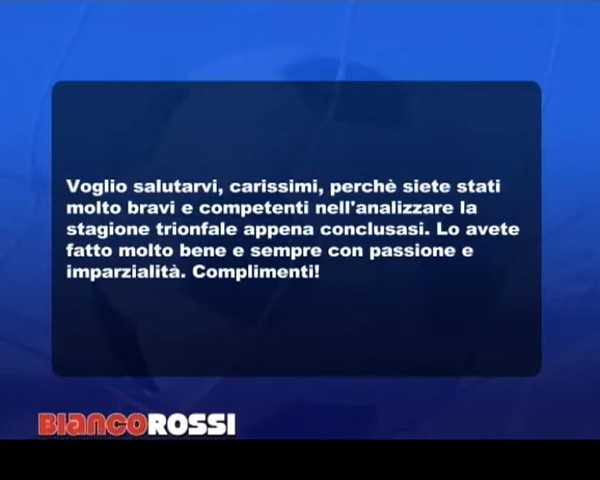 Voglio salutarvi, carissimi, perchè siete stati
molto bravi e competenti nell'analizzare la
stagione trionfale appena conclusasi. Lo avete
fatto molto bene e sempre con passione e
imparzialità. Complimenti!
BIANCOROSSI